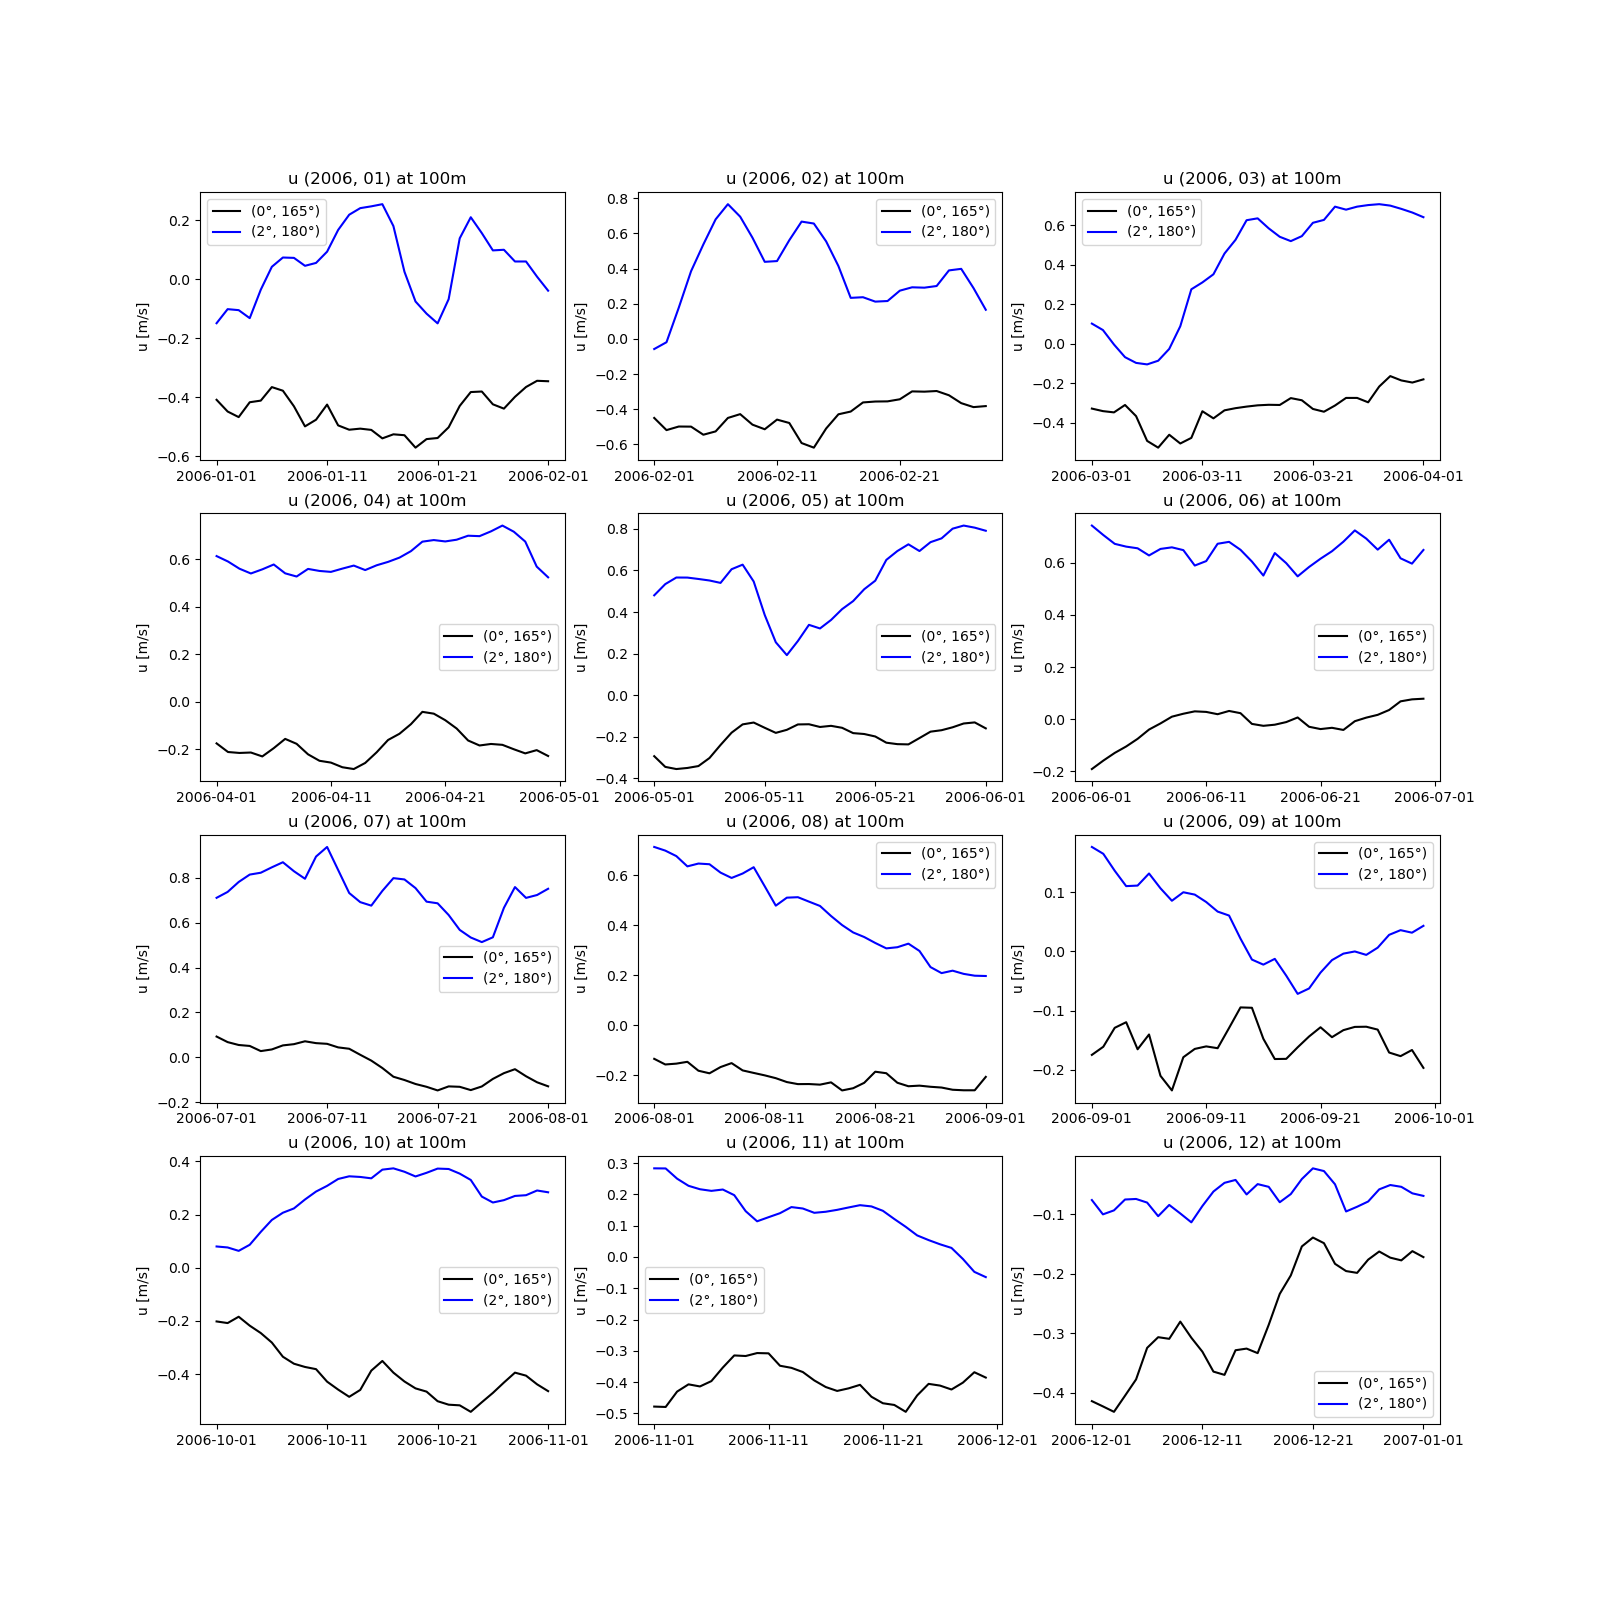 u (2006, 01) at 100m
u [m/s]
0.2
0.0
−0.2
−0.4
−0.6
(0°, 165°)
(2°, 180°)
2006-01-01 2006-01-11 2006-01-21 2006-02-01
u (2006, 02) at 100m
u [m/s]
0.8
0.6
0.4
0.2
0.0
−0.2
−0.4
−0.6
(0°, 165°)
(2°, 180°)
2006-02-01 2006-02-11 2006-02-21
u (2006, 03) at 100m
u [m/s]
0.6
0.4
0.2
0.0
−0.2
−0.4
(0°, 165°)
(2°, 180°)
2006-03-01 2006-03-11 2006-03-21 2006-04-01
u (2006, 04) at 100m
u [m/s]
0.6
0.4
0.2
0.0
−0.2
(0°, 165°)
(2°, 180°)
2006-04-01 2006-04-11 2006-04-21 2006-05-01
u (2006, 05) at 100m
u [m/s]
0.8
0.6
0.4
0.2
0.0
−0.2
−0.4
(0°, 165°)
(2°, 180°)
2006-05-01 2006-05-11 2006-05-21 2006-06-01
u (2006, 06) at 100m
u [m/s]
0.6
0.4
0.2
0.0
−0.2
(0°, 165°)
(2°, 180°)
2006-06-01 2006-06-11 2006-06-21 2006-07-01
u (2006, 07) at 100m
u [m/s]
0.8
0.6
0.4
0.2
0.0
−0.2
(0°, 165°)
(2°, 180°)
2006-07-01 2006-07-11 2006-07-21 2006-08-01
u (2006, 08) at 100m
u [m/s]
0.6
0.4
0.2
0.0
−0.2
(0°, 165°)
(2°, 180°)
2006-08-01 2006-08-11 2006-08-21 2006-09-01
u (2006, 09) at 100m
u [m/s]
0.1
0.0
−0.1
−0.2
(0°, 165°)
(2°, 180°)
2006-09-01 2006-09-11 2006-09-21 2006-10-01
u (2006, 10) at 100m
u [m/s]
0.4
0.2
0.0
−0.2
−0.4
(0°, 165°)
(2°, 180°)
2006-10-01 2006-10-11 2006-10-21 2006-11-01
u (2006, 11) at 100m
u [m/s]
0.3
0.2
0.1
0.0
−0.1
−0.2
−0.3
−0.4
−0.5
(0°, 165°)
(2°, 180°)
2006-11-01 2006-11-11 2006-11-21 2006-12-01
u (2006, 12) at 100m
u [m/s]
−0.1
−0.2
−0.3
−0.4
(0°, 165°)
(2°, 180°)
2006-12-01 2006-12-11 2006-12-21 2007-01-01